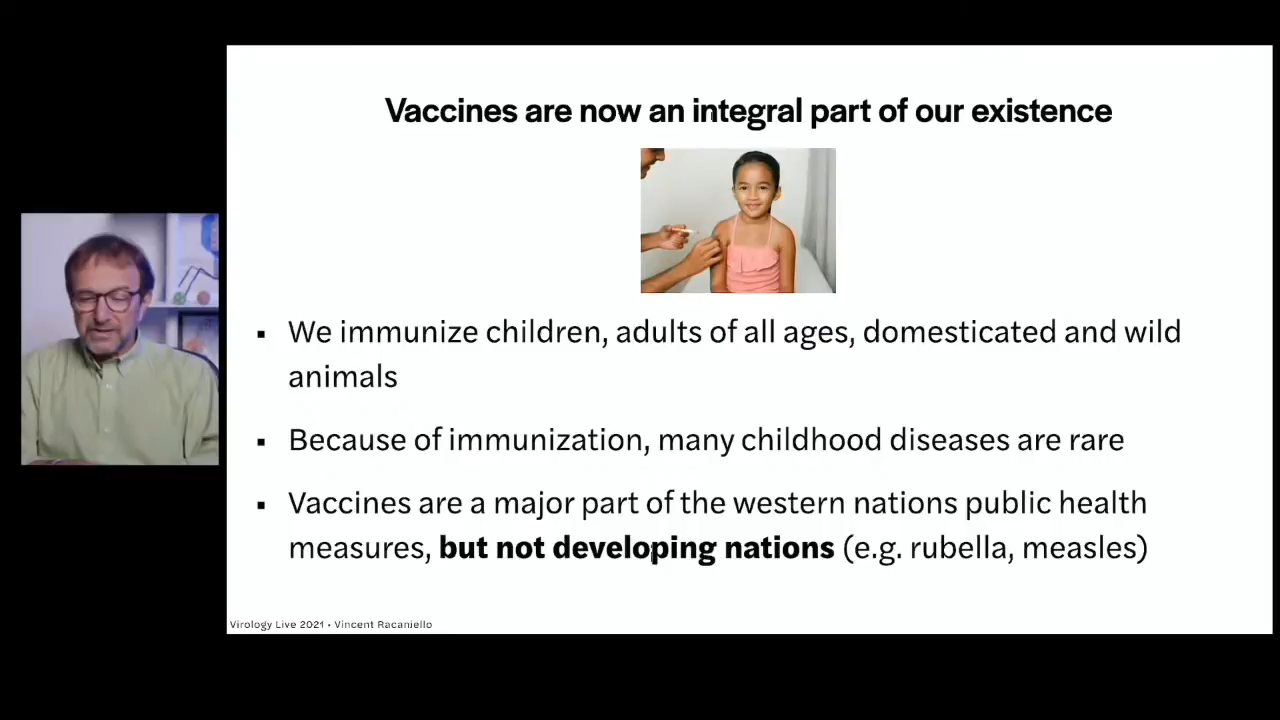 Vaccines are now an integral part of our existence
▪ We immunize children, adults of all ages, domesticated and wild
animals
▪ Because of immunization, many childhood diseases are rare
▪ Vaccines are a major part of the western nations public health
measures, but not developing nations (e.g. rubella, measles)
Virology Live 2021 • Vincent Racaniello